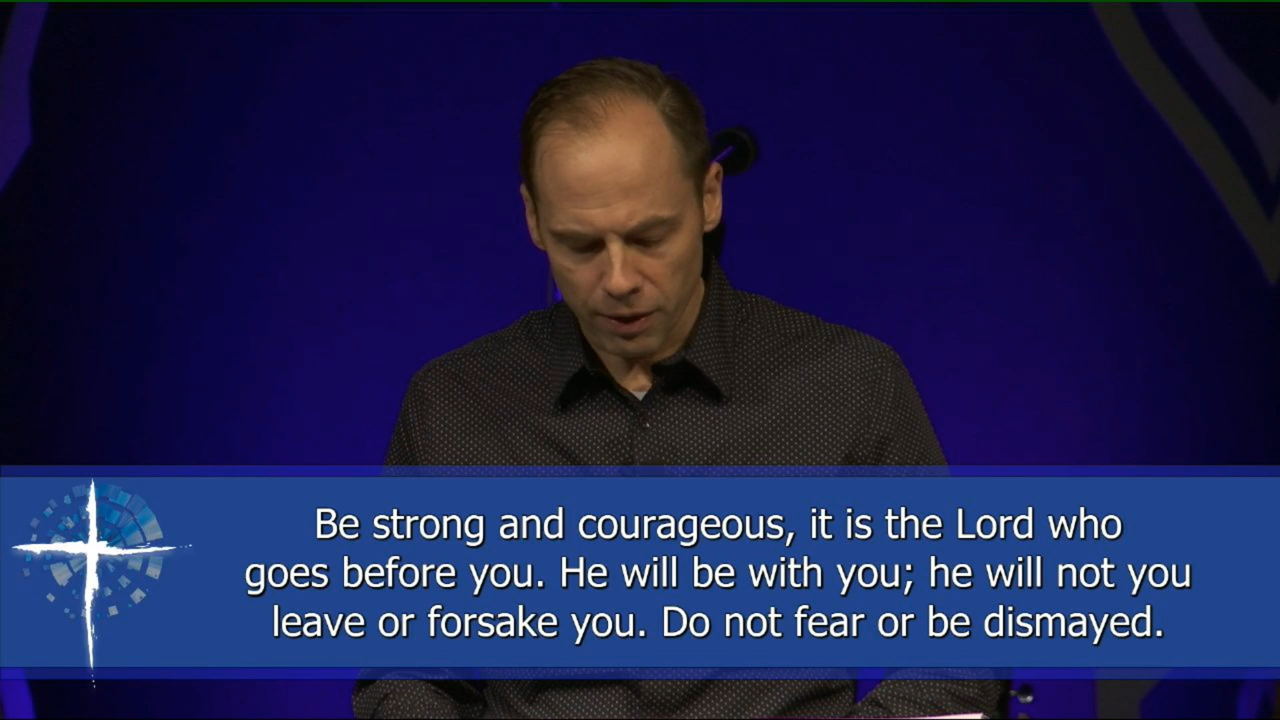 Be strong and courageous, it is the Lord who
goes before you. He will be with you; he will not you
leave or forsake you. Do not fear or be dismayed.